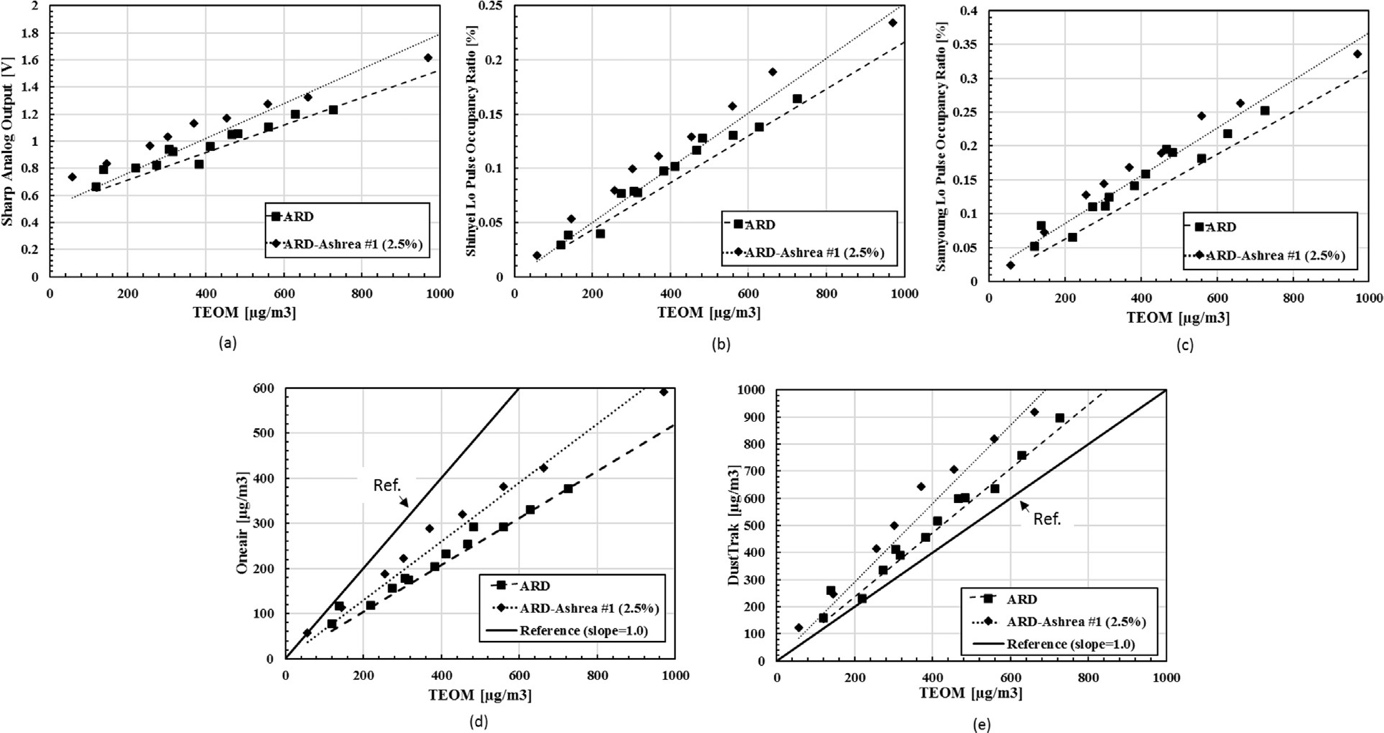 Sharp Analog Output [V]
2
1.8
1.6
1.4
1.2
1
0.8
0.6
0.4
0.2
0
ARD
ARD-Ashrea #1 (2.5%)
0 200 400 600 800 1000
TEOM [µg/m3]
(a)
Shinyei Lo Pulse Occupancy Ratio [%]
0.25
0.2
0.15
0.1
0.05
0
ARD
ARD-Ashrea #1 (2.5%)
0 200 400 600 800 1000
TEOM [µg/m3]
(b)
Samyoung Lo Pulse Occupancy Ratio [%]
0.4
0.35
0.3
0.25
0.2
0.15
0.1
0.05
0
ARD
ARD-Ashrea #1 (2.5%)
0 200 400 600 800 1000
TEOM [µg/m3]
(c)
Oneair [µg/m3]
600
500
400
300
200
100
0
Ref.
ARD
ARD-Ashrea #1 (2.5%)
Reference (slope=1.0)
0 200 400 600 800 1000
TEOM [µg/m3]
(d)
DustTrak [µg/m3]
1000
900
800
700
600
500
400
300
200
100
0
Ref.
ARD
ARD-Ashrea #1 (2.5%)
Reference (slope=1.0)
0 200 400 600 800 1000
TEOM [µg/m3]
(e)